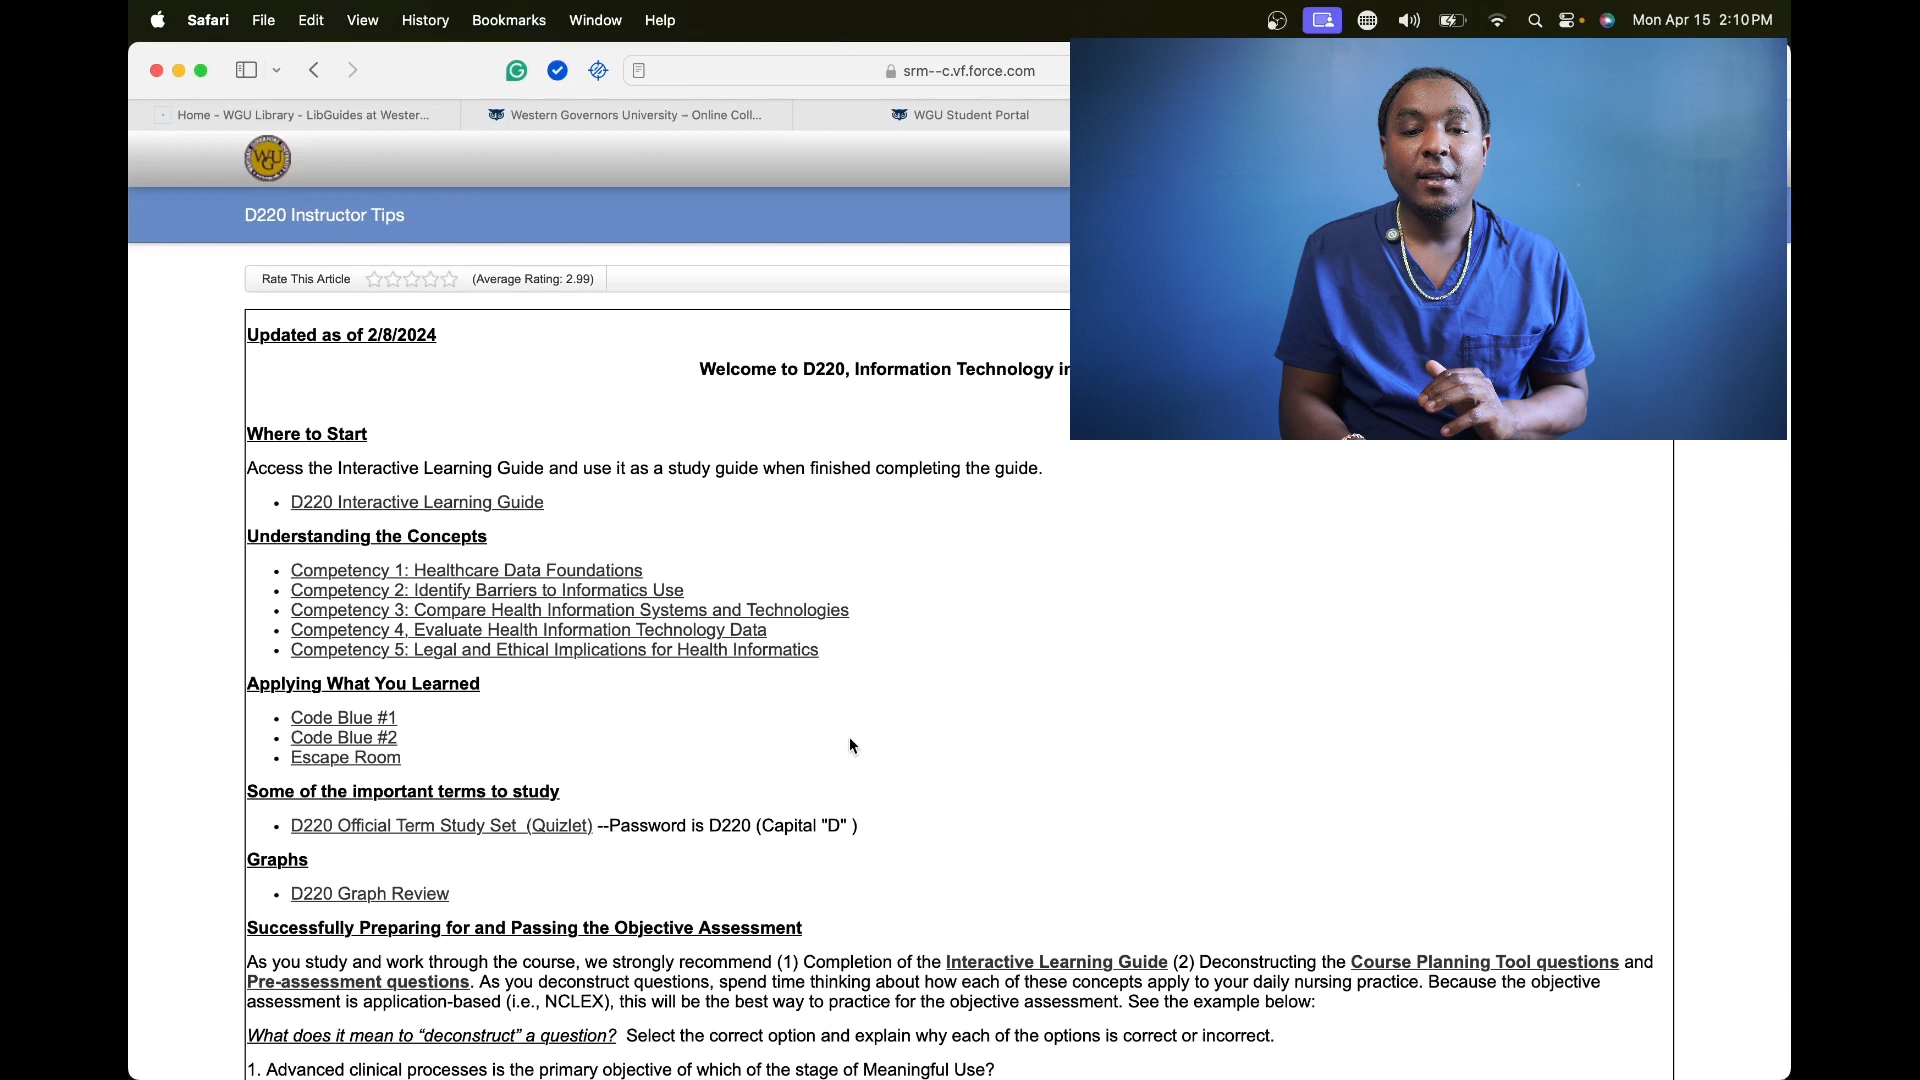 Safari File Edit View History Bookmarks Window Help Mon Apr 15 2:10PM
srm--c.vf.force.com
Home - WGU Library - LibGuides at Wester... Western Governors University – Online Coll... WGU Student Portal
WGU
D220 Instructor Tips
Rate This Article (Average Rating: 2.99)
Updated as of 2/8/2024
Welcome to D220, Information Technology in
Where to Start
Access the Interactive Learning Guide and use it as a study guide when finished completing the guide.
• D220 Interactive Learning Guide
Understanding the Concepts
• Competency 1: Healthcare Data Foundations
• Competency 2: Identify Barriers to Informatics Use
• Competency 3: Compare Health Information Systems and Technologies
• Competency 4, Evaluate Health Information Technology Data
• Competency 5: Legal and Ethical Implications for Health Informatics
Applying What You Learned
• Code Blue #1
• Code Blue #2
• Escape Room
Some of the important terms to study
• D220 Official Term Study Set (Quizlet) --Password is D220 (Capital "D" )
Graphs
• D220 Graph Review
Successfully Preparing for and Passing the Objective Assessment
As you study and work through the course, we strongly recommend (1) Completion of the Interactive Learning Guide (2) Deconstructing the Course Planning Tool questions and
Pre-assessment questions. As you deconstruct questions, spend time thinking about how each of these concepts apply to your daily nursing practice. Because the objective
assessment is application-based (i.e., NCLEX), this will be the best way to practice for the objective assessment. See the example below:
What does it mean to “deconstruct” a question? Select the correct option and explain why each of the options is correct or incorrect.
1. Advanced clinical processes is the primary objective of which of the stage of Meaningful Use?